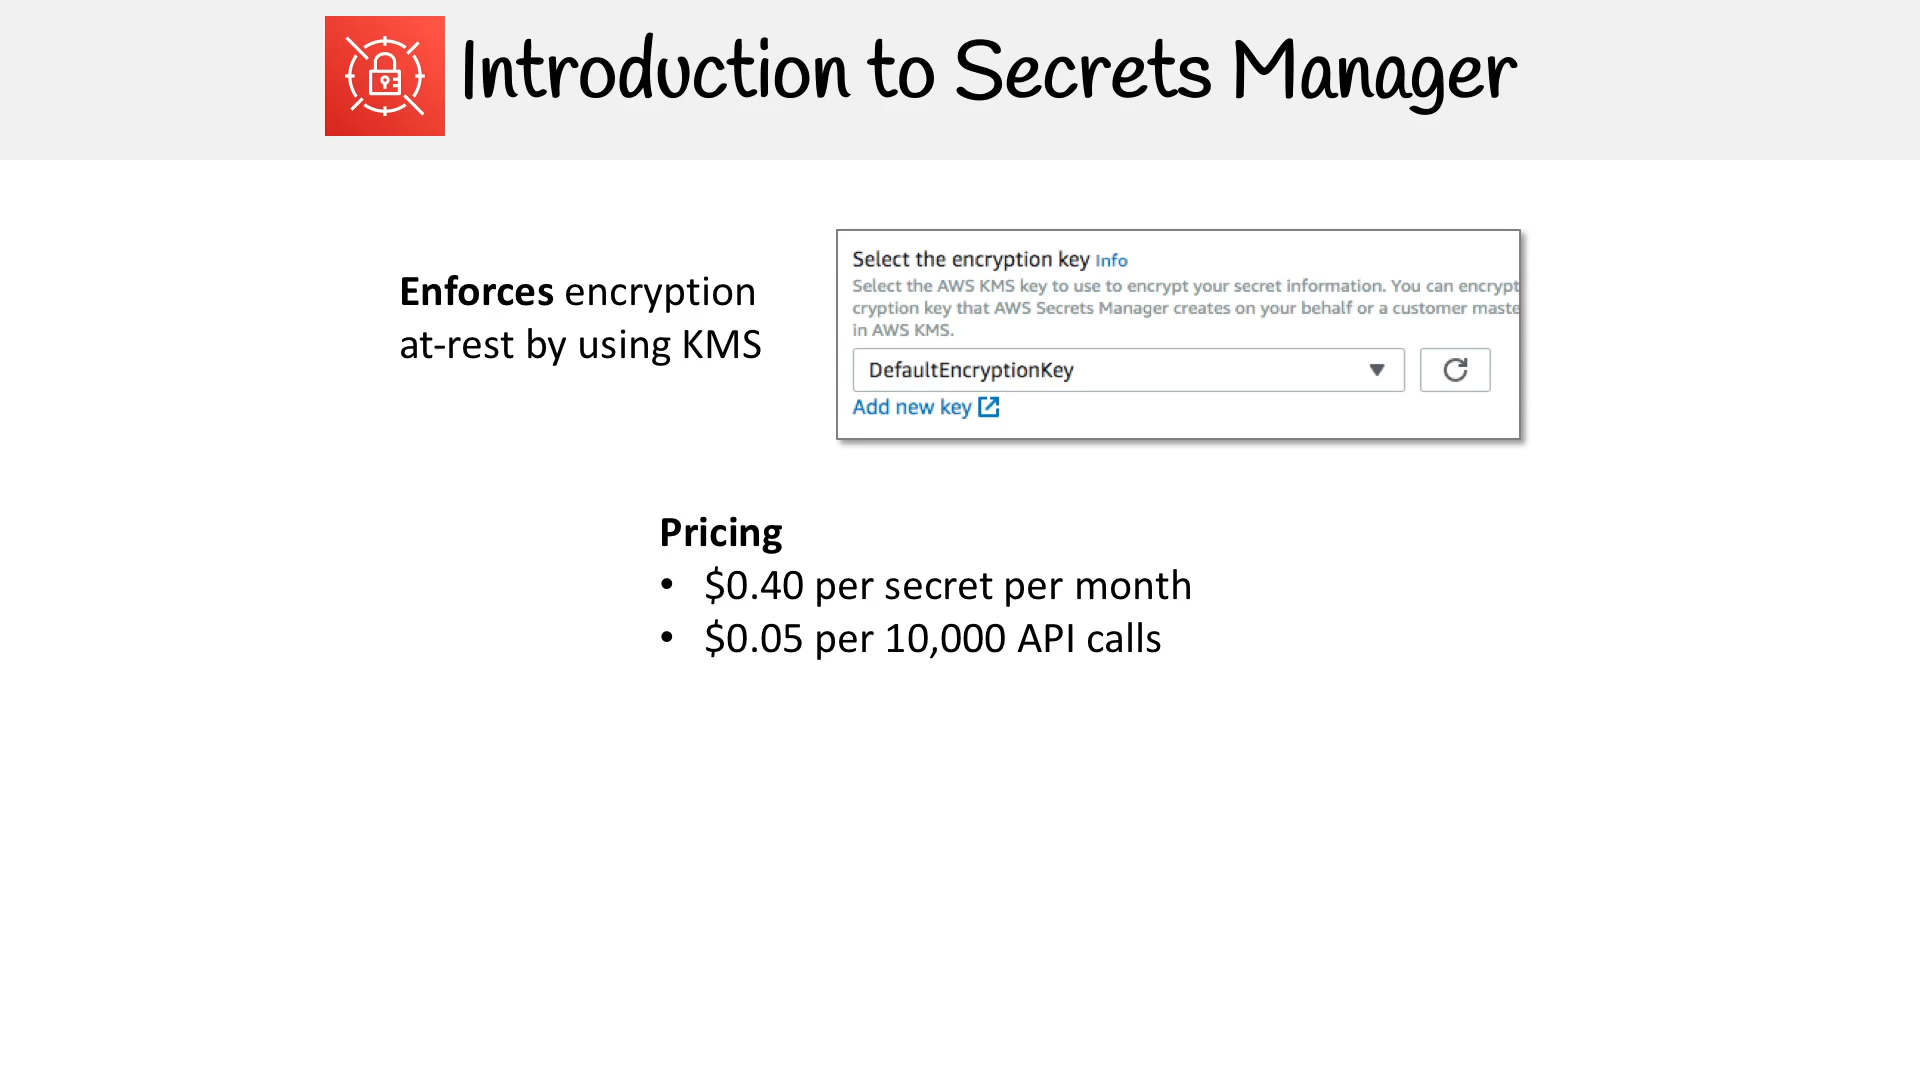 Introduction to Secrets Manager
Enforces encryption
at-rest by using KMS
Select the encryption key Info
Select the AWS KMS key to use to encrypt your secret information. You can encrypt
cryption key that AWS Secrets Manager creates on your behalf or a customer maste
in AWS KMS.
DefaultEncryptionKey
Add new key
Pricing
• $0.40 per secret per month
• $0.05 per 10,000 API calls